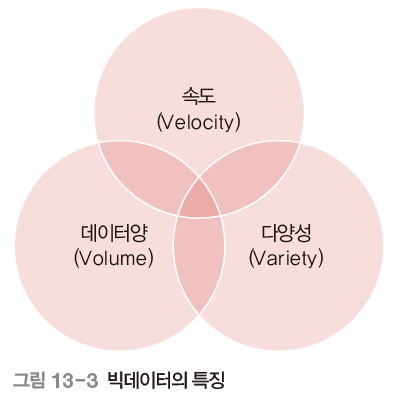 속도
(Velocity)
데이터양
(Volume)
다양성
(Variety)
그림 13-3 빅데이터의 특징